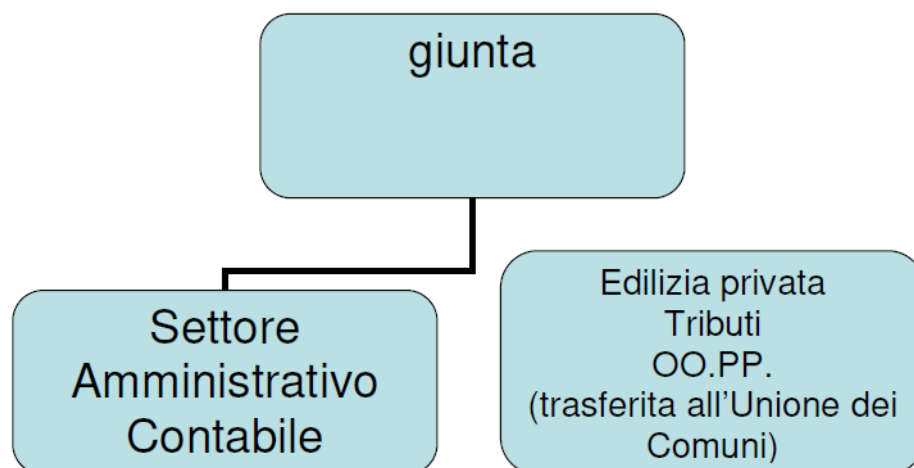 giunta
Settore
Amministrativo
Contabile
Edilizia privata
Tributi
OO.PP.
(trasferita all'Unione dei
Comuni)